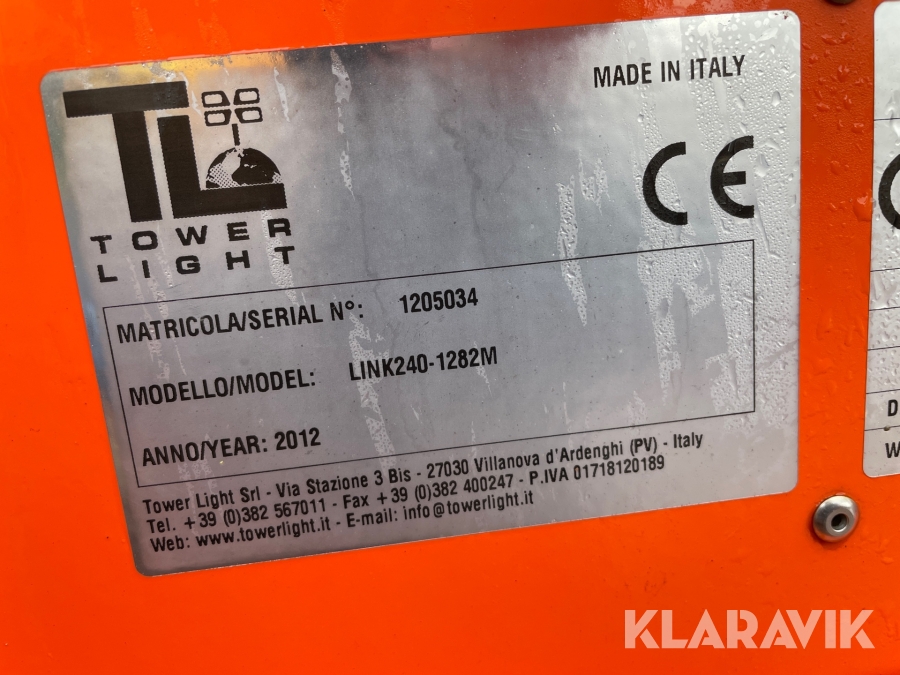 MADE IN ITALY
TL
TOWER
LIGHT
CE
MATRICOLA/SERIAL N°: 1205034
MODELLO/MODEL: LINK240-1282M
ANNO/YEAR: 2012
Tower Light Srl - Via Stazione 3 Bis - 27030 Villanova d'Ardenghi (PV) - Italy
Tel. +39 (0)382 567011 - Fax +39 (0)382 400247 - P.IVA 01718120189
Web: www.towerlight.it - E-mail: info@towerlight.it
D
W
KLARAVIK